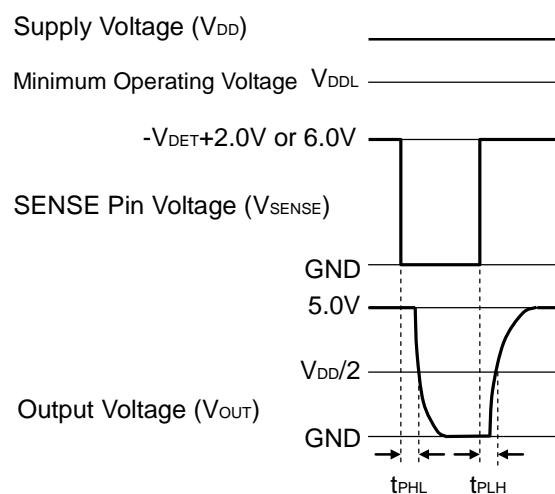 Supply Voltage (VDD)
Minimum Operating Voltage VDDL
-VDET+2.0V or 6.0V
SENSE Pin Voltage (VSENSE)
GND
5.0V
VDD/2
Output Voltage (VOUT)
GND
tPHL tPLH